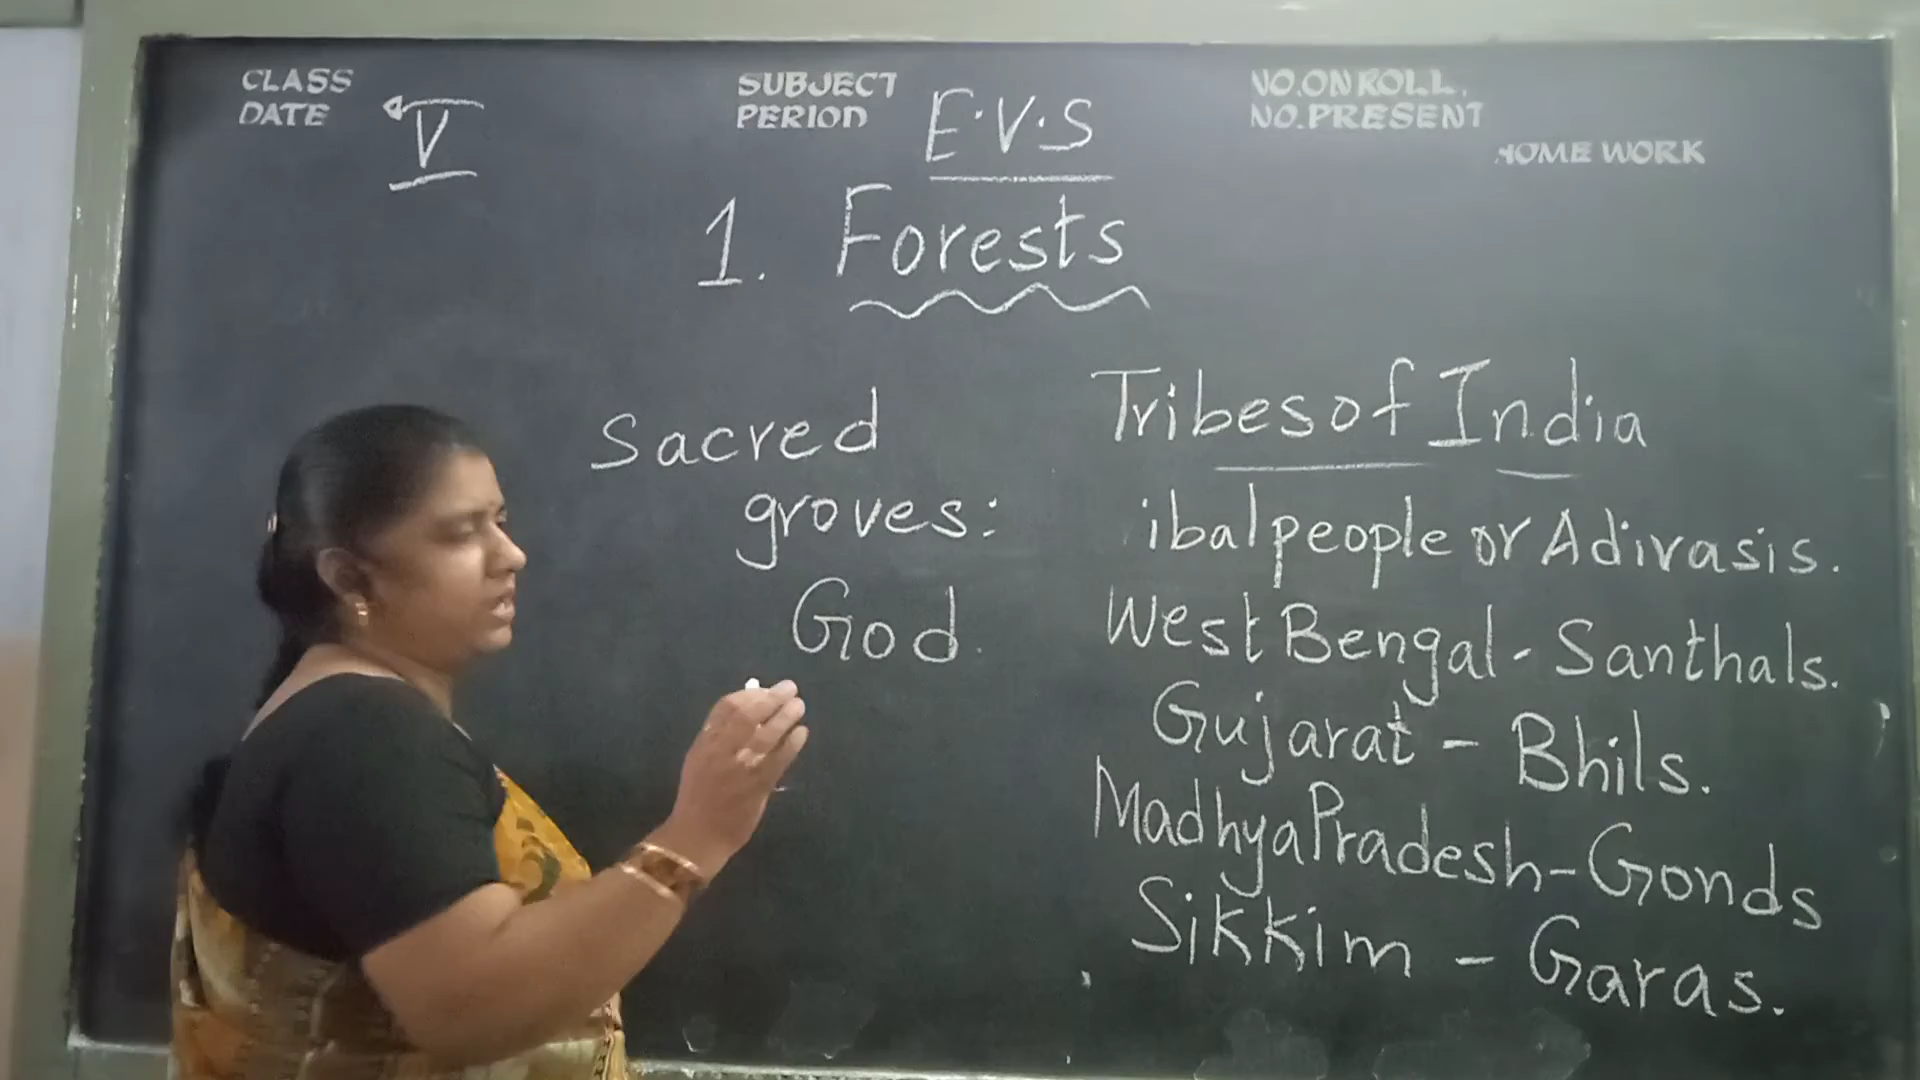 CLASS
DATE
V
SUBJECT
PERIOD
E.V.S
NO.ON ROLL.
NO.PRESENT
HOME WORK
1. Forests
Sacred
groves:
God.
Tribes of India
ibal people or Adivasis.
West Bengal - Santhals.
Gujarat - Bhils.
Madhya Pradesh - Gonds
Sikkim - Garas.